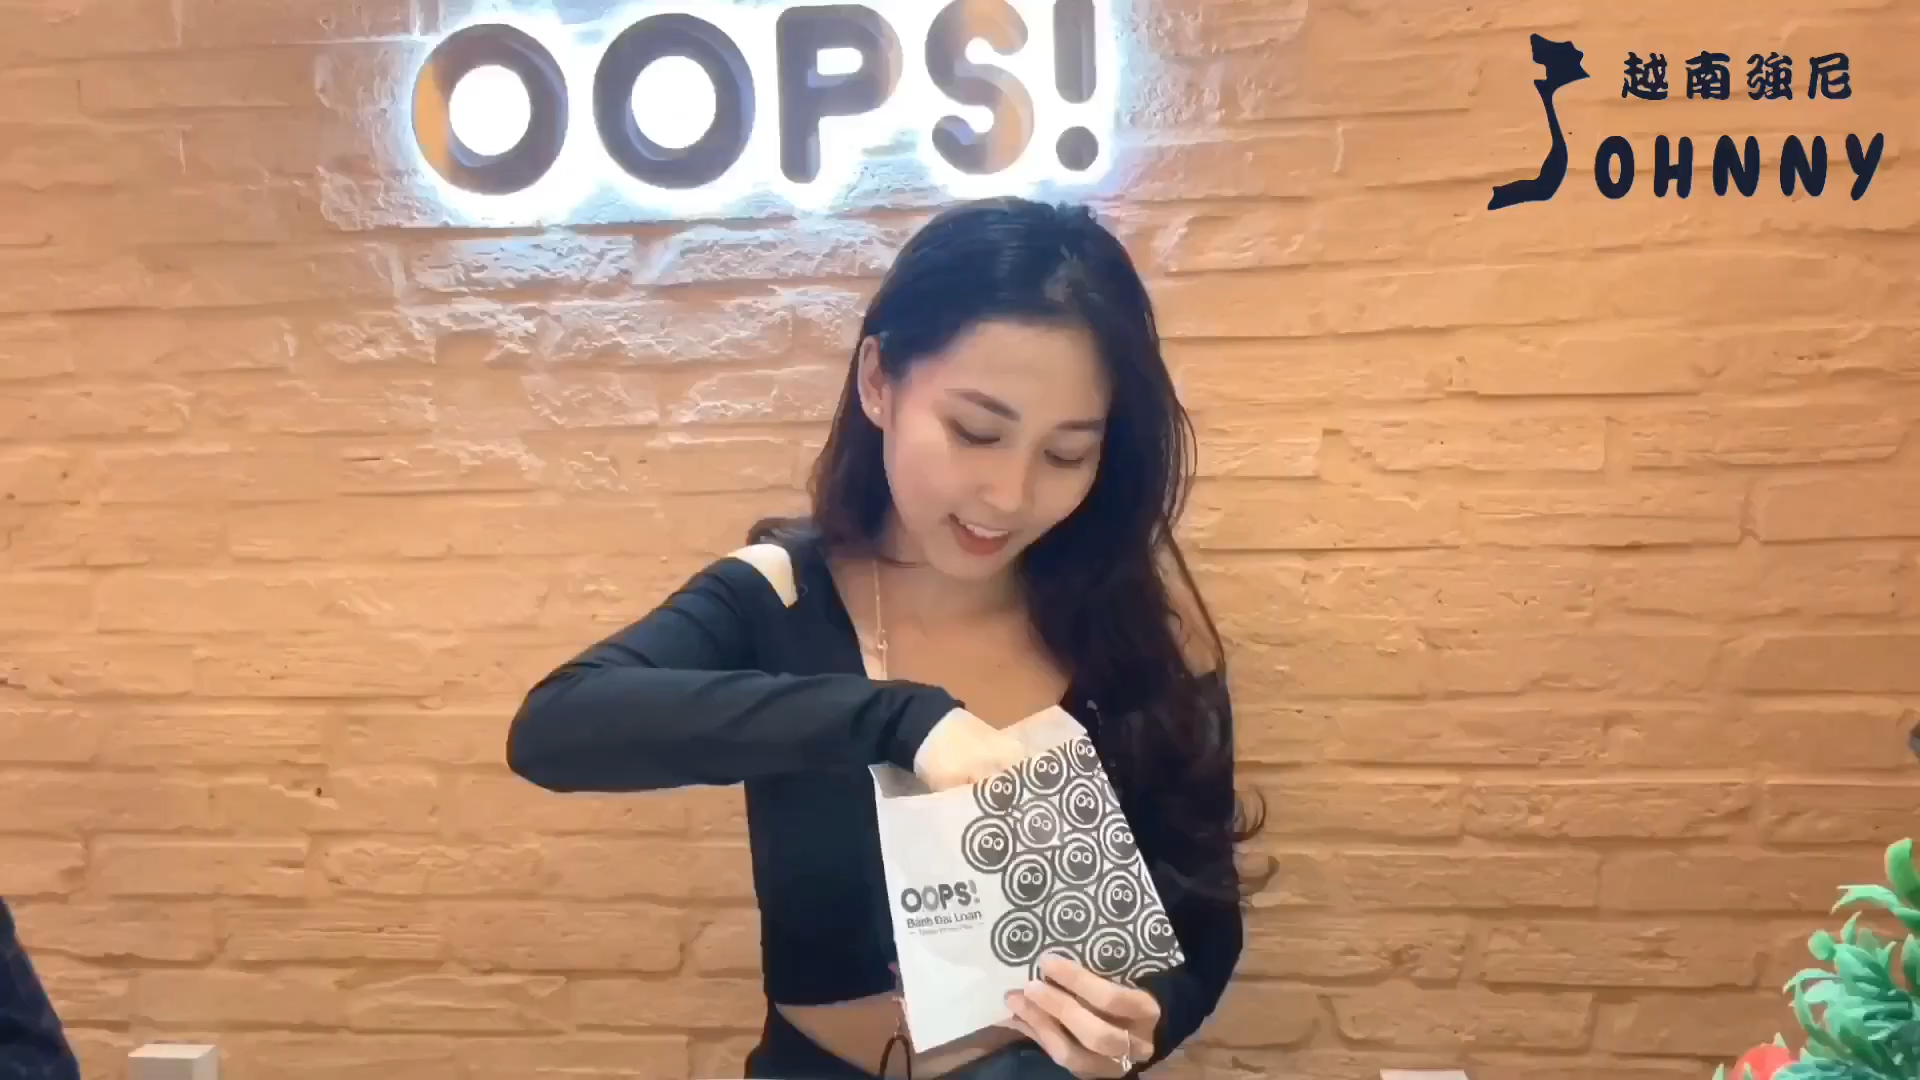 OOPS!
越南強尼
JOHNNY
OOPS!
Bánh Đài Loan